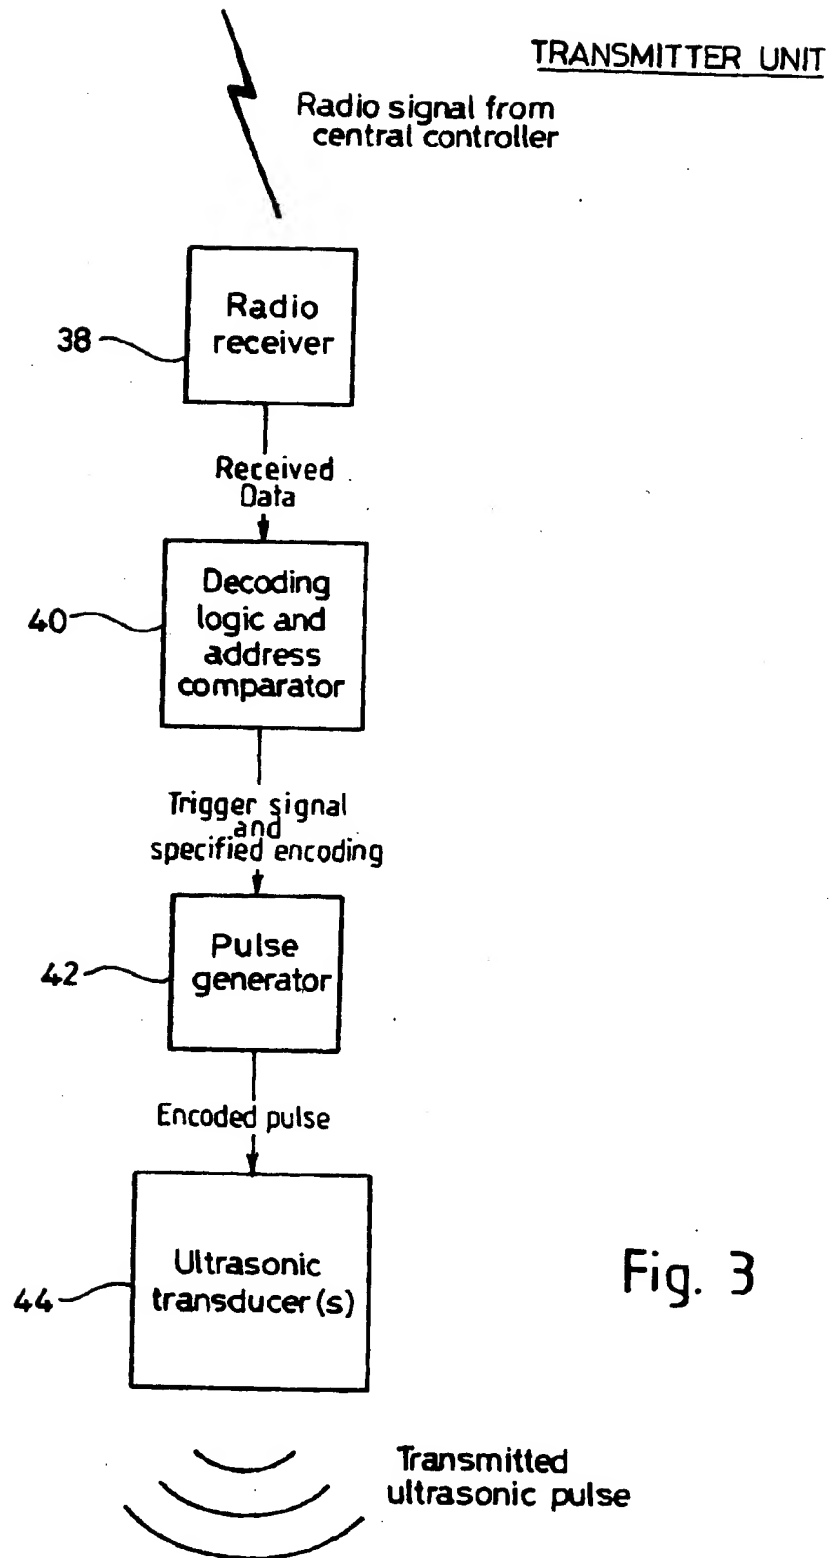 TRANSMITTER UNIT
Radio signal from
central controller
Radio
receiver
38
Received
Data
Decoding
logic and
address
comparator
40
Trigger signal
and
specified encoding
Pulse
generator
42
Encoded pulse
Ultrasonic
transducer(s)
44
Fig. 3
Transmitted
ultrasonic pulse